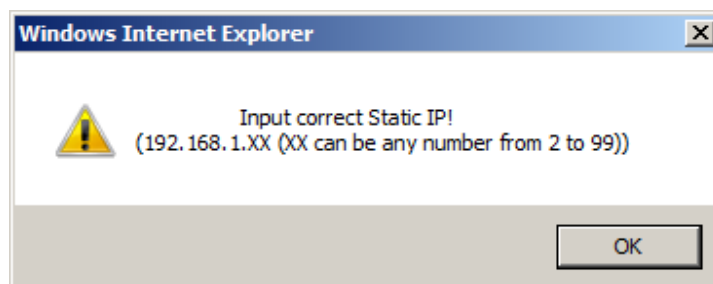 Windows Internet Explorer
Input correct Static IP!
(192.168.1.XX (XX can be any number from 2 to 99))
OK